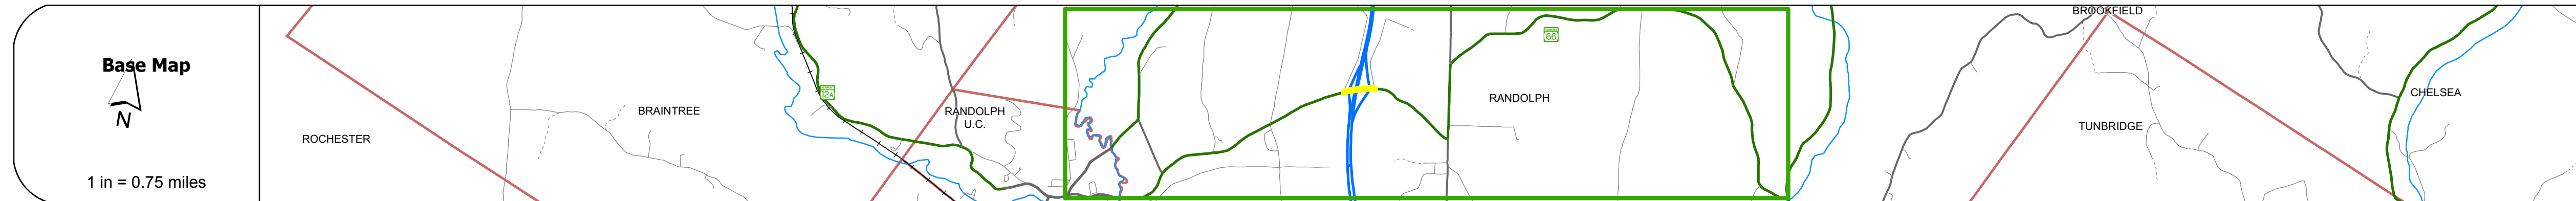 Base Map
N
1 in = 0.75 miles
ROCHESTER
BRAINTREE
12A
RANDOLPH
U.C.
66
RANDOLPH
BROOKFIELD
TUNBRIDGE
CHELSEA